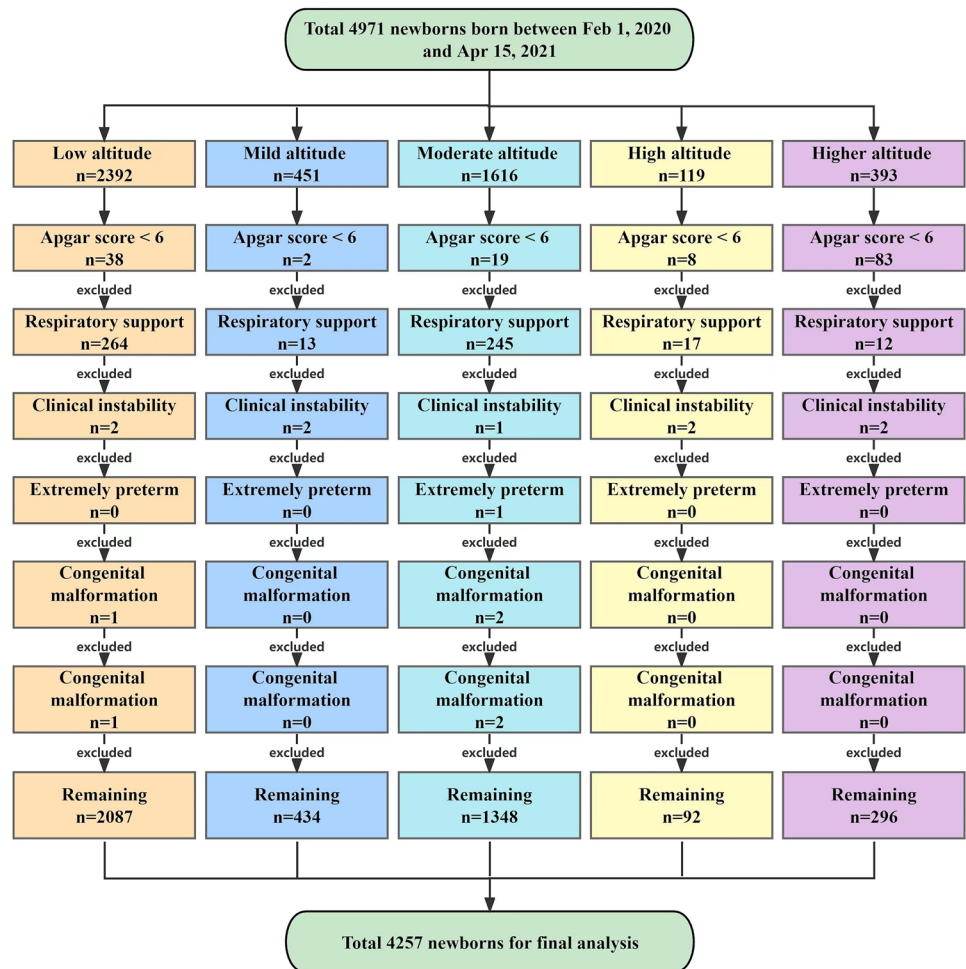 Total 4971 newborns born between Feb 1, 2020
and Apr 15, 2021
Low altitude
n=2392
Mild altitude
n=451
Moderate altitude
n=1616
High altitude
n=119
Higher altitude
n=393
Apgar score < 6
n=38
Apgar score < 6
n=2
Apgar score < 6
n=19
Apgar score < 6
n=8
Apgar score < 6
n=83
excluded
excluded
excluded
excluded
excluded
Respiratory support
n=264
Respiratory support
n=13
Respiratory support
n=245
Respiratory support
n=17
Respiratory support
n=12
excluded
excluded
excluded
excluded
excluded
Clinical instability
n=2
Clinical instability
n=2
Clinical instability
n=1
Clinical instability
n=2
Clinical instability
n=2
excluded
excluded
excluded
excluded
excluded
Extremely preterm
n=0
Extremely preterm
n=0
Extremely preterm
n=1
Extremely preterm
n=0
Extremely preterm
n=0
excluded
excluded
excluded
excluded
excluded
Congenital
malformation
n=1
Congenital
malformation
n=0
Congenital
malformation
n=2
Congenital
malformation
n=0
Congenital
malformation
n=0
excluded
excluded
excluded
excluded
excluded
Congenital
malformation
n=1
Congenital
malformation
n=0
Congenital
malformation
n=2
Congenital
malformation
n=0
Congenital
malformation
n=0
excluded
excluded
excluded
excluded
excluded
Remaining
n=2087
Remaining
n=434
Remaining
n=1348
Remaining
n=92
Remaining
n=296
Total 4257 newborns for final analysis